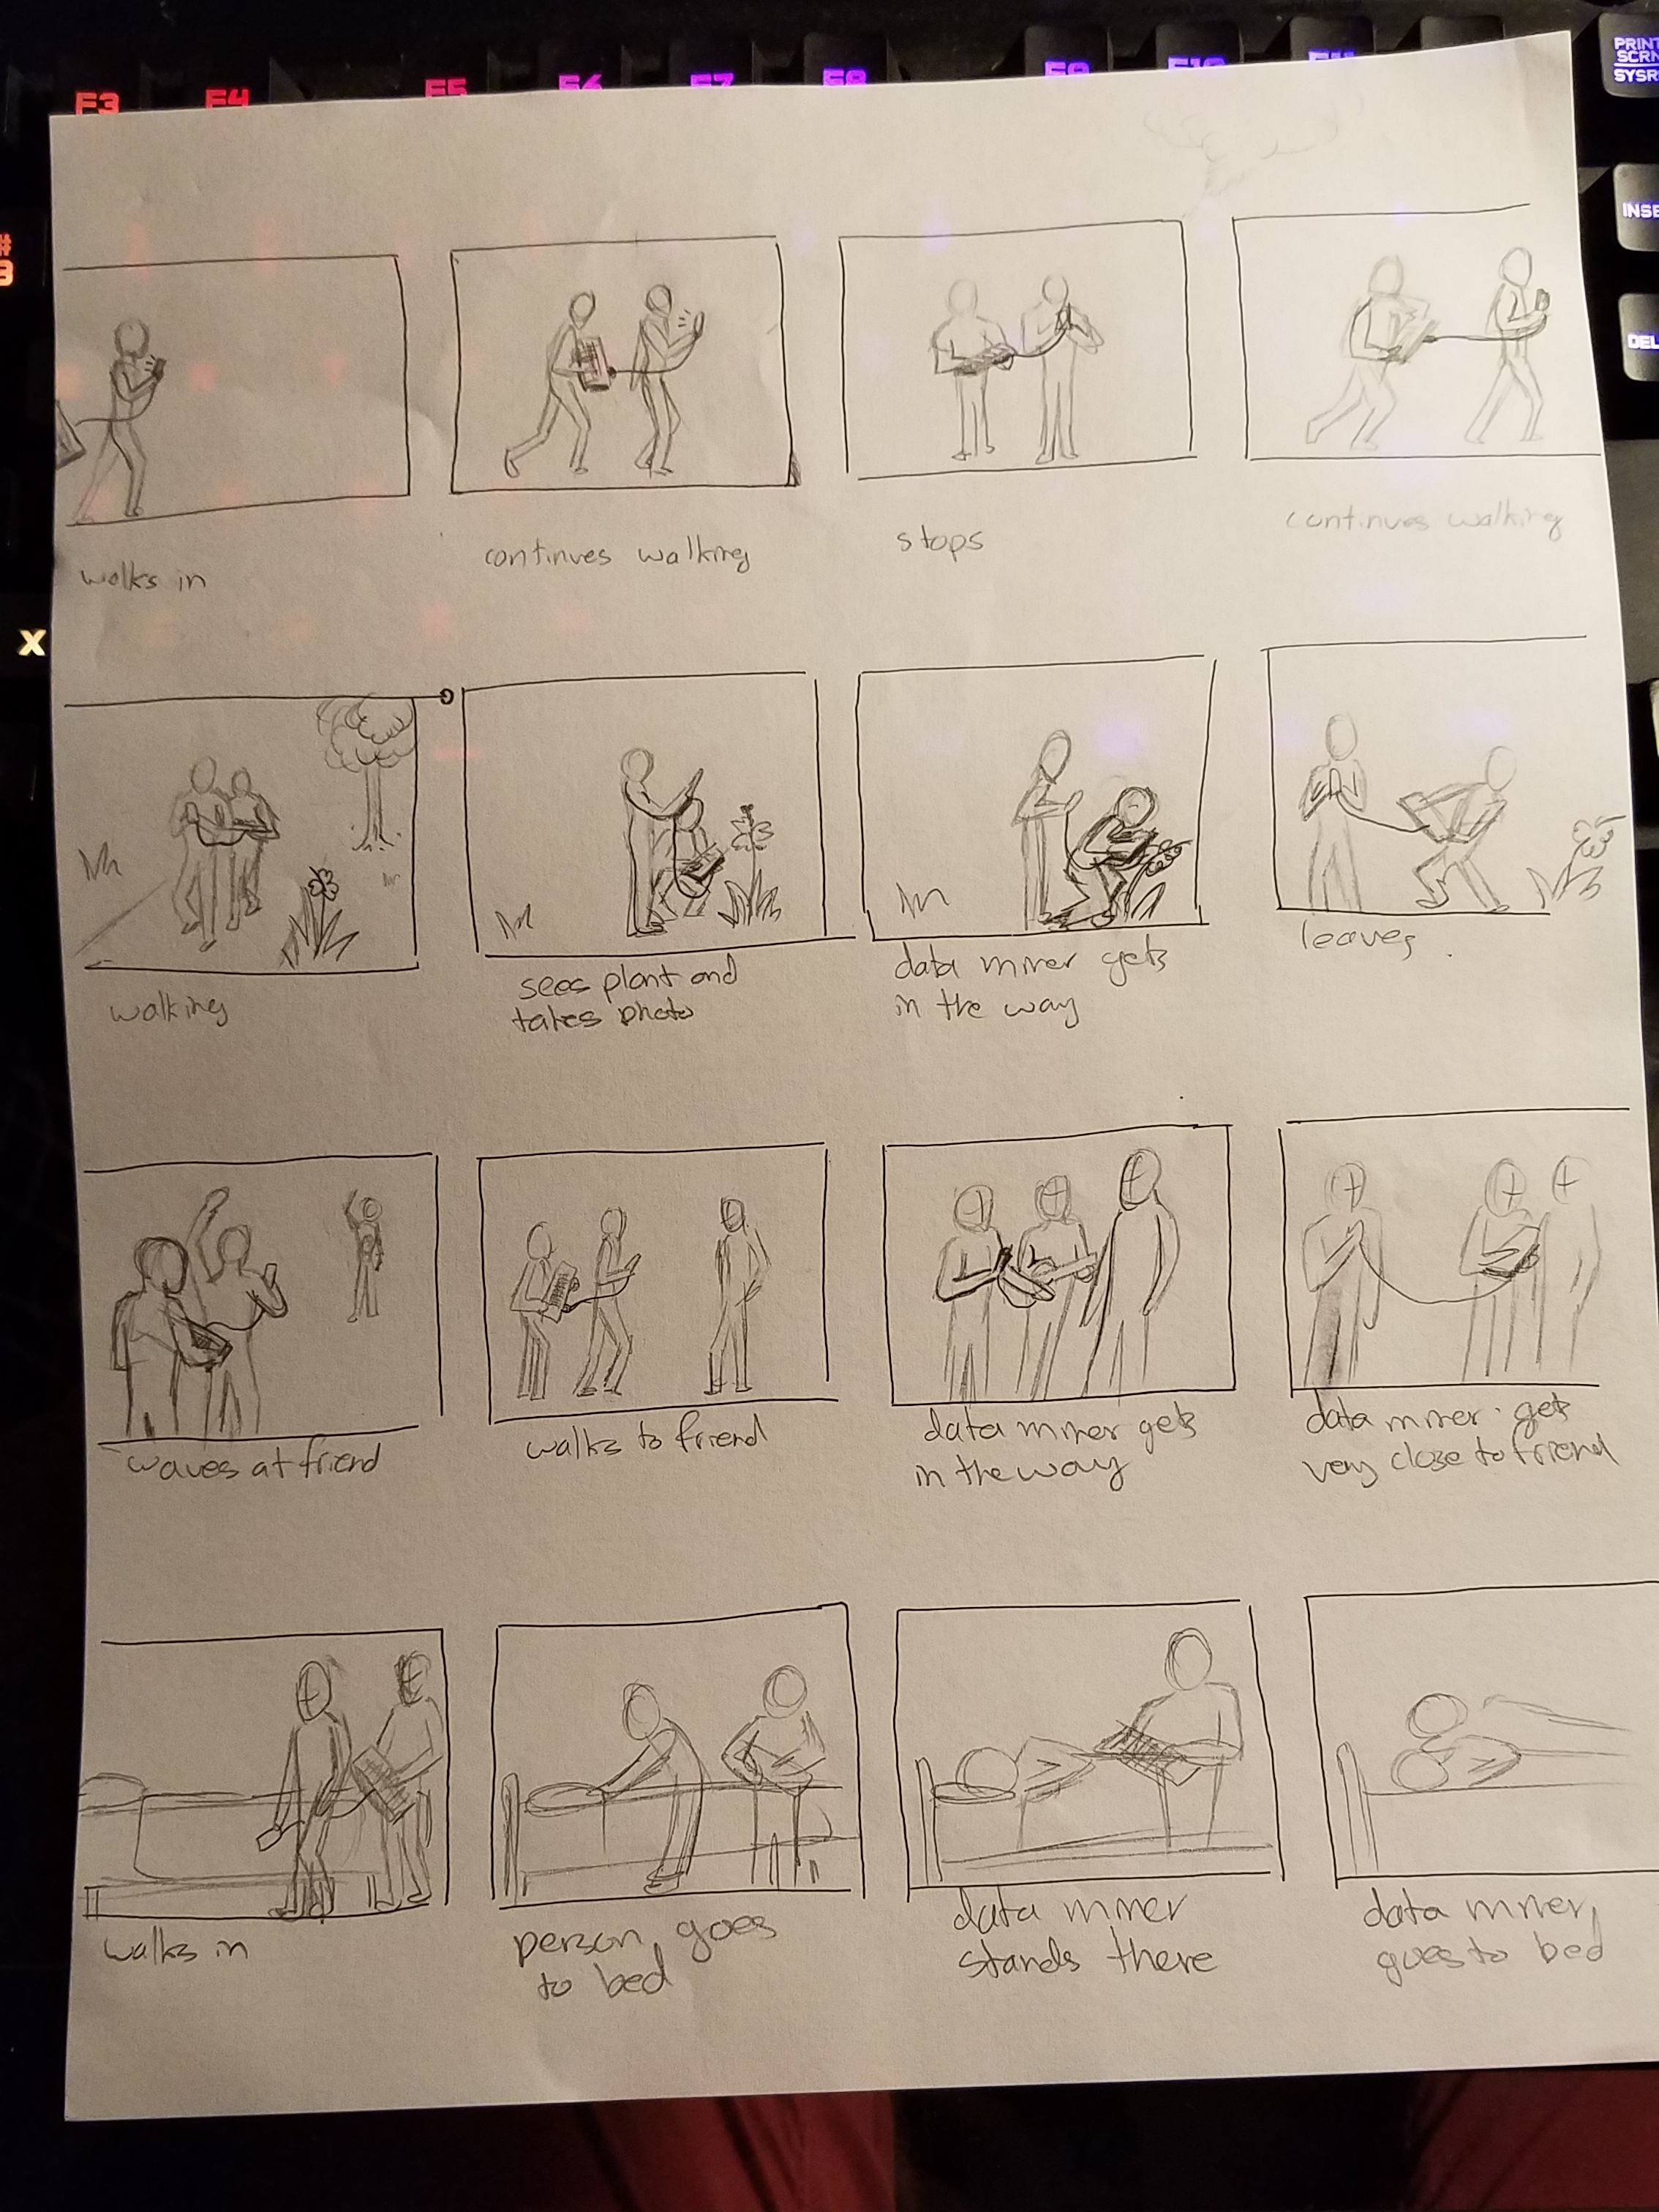 F3 F4 F5 F6 F7 F8 F9 F10 F11
PRINT
SCRN
SYSR
INSE
DEL
#
3
X
walks in
continues walking
stops
continues walking
walking
sees plant and
takes photo
data miner gets
in the way
leaves
waves at friend
walks to friend
data miner gets
in the way
data miner gets
very close to friend
walks in
person goes
to bed
data miner
stands there
data miner
goes to bed